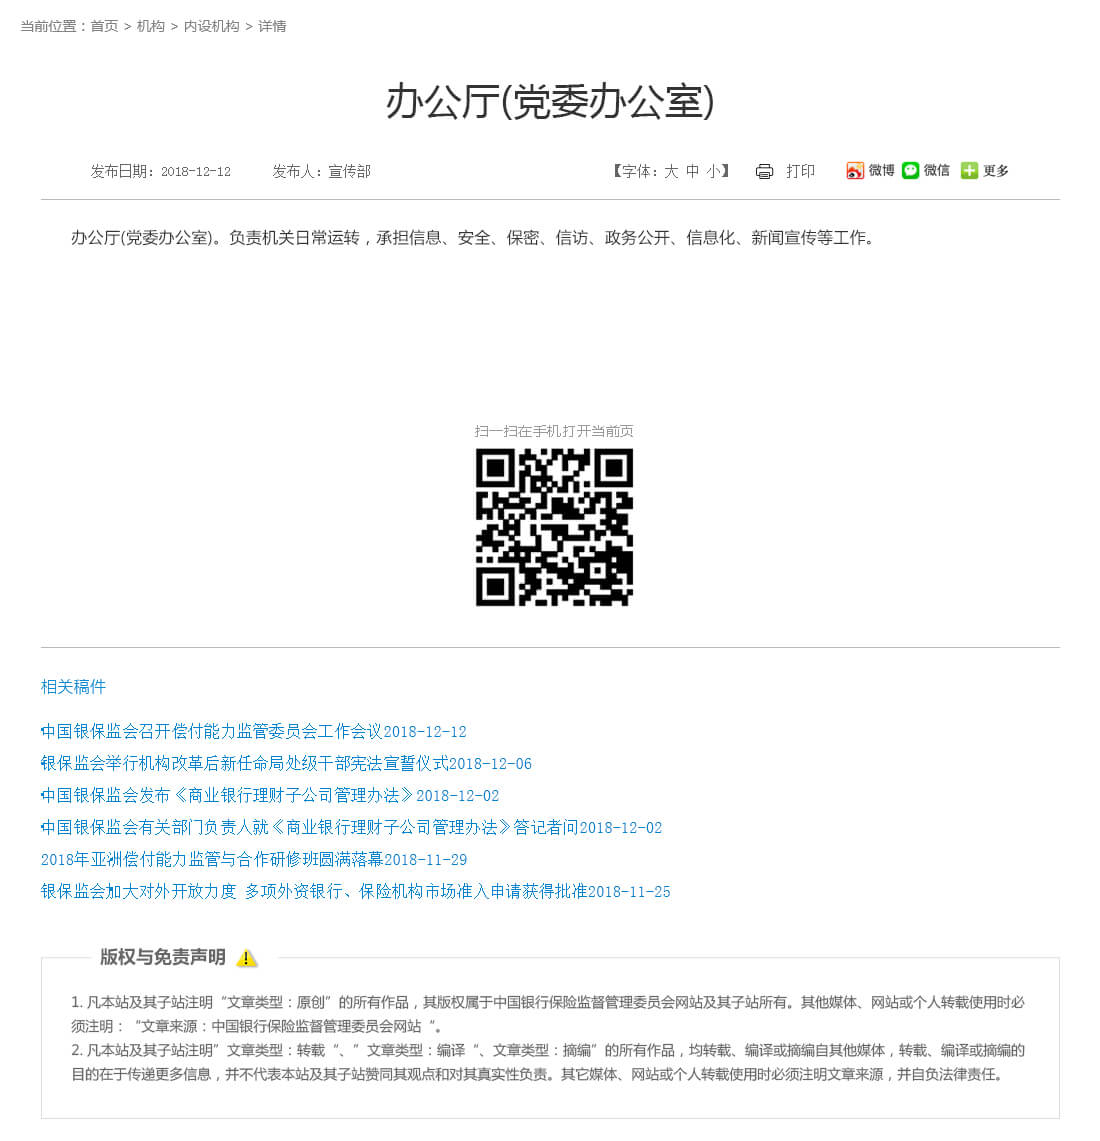 当前位置：首页 > 机构 > 内设机构 > 详情
办公厅(党委办公室)
发布日期：2018-12-12 发布人：宣传部 【字体：大 中 小】 打印 微博 微信 更多
办公厅(党委办公室)。负责机关日常运转，承担信息、安全、保密、信访、政务公开、信息化、新闻宣传等工作。
扫一扫在手机打开当前页
相关稿件
中国银保监会召开偿付能力监管委员会工作会议2018-12-12
银保监会举行机构改革后新任命局处级干部宪法宣誓仪式2018-12-06
中国银保监会发布《商业银行理财子公司管理办法》2018-12-02
中国银保监会有关部门负责人就《商业银行理财子公司管理办法》答记者问2018-12-02
2018年亚洲偿付能力监管与合作研修班圆满落幕2018-11-29
银保监会加大对外开放力度 多项外资银行、保险机构市场准入申请获得批准2018-11-25
版权与免责声明
1. 凡本站及其子站注明“文章类型：原创”的所有作品，其版权属于中国银行保险监督管理委员会网站及其子站所有。其他媒体、网站或个人转载使用时必
须注明：“文章来源：中国银行保险监督管理委员会网站“。
2. 凡本站及其子站注明”文章类型：转载“、”文章类型：编译“、文章类型：摘编”的所有作品，均转载、编译或摘编自其他媒体，转载、编译或摘编的
目的在于传递更多信息，并不代表本站及其子站赞同其观点和对其真实性负责。其它媒体、网站或个人转载使用时必须注明文章来源，并自负法律责任。